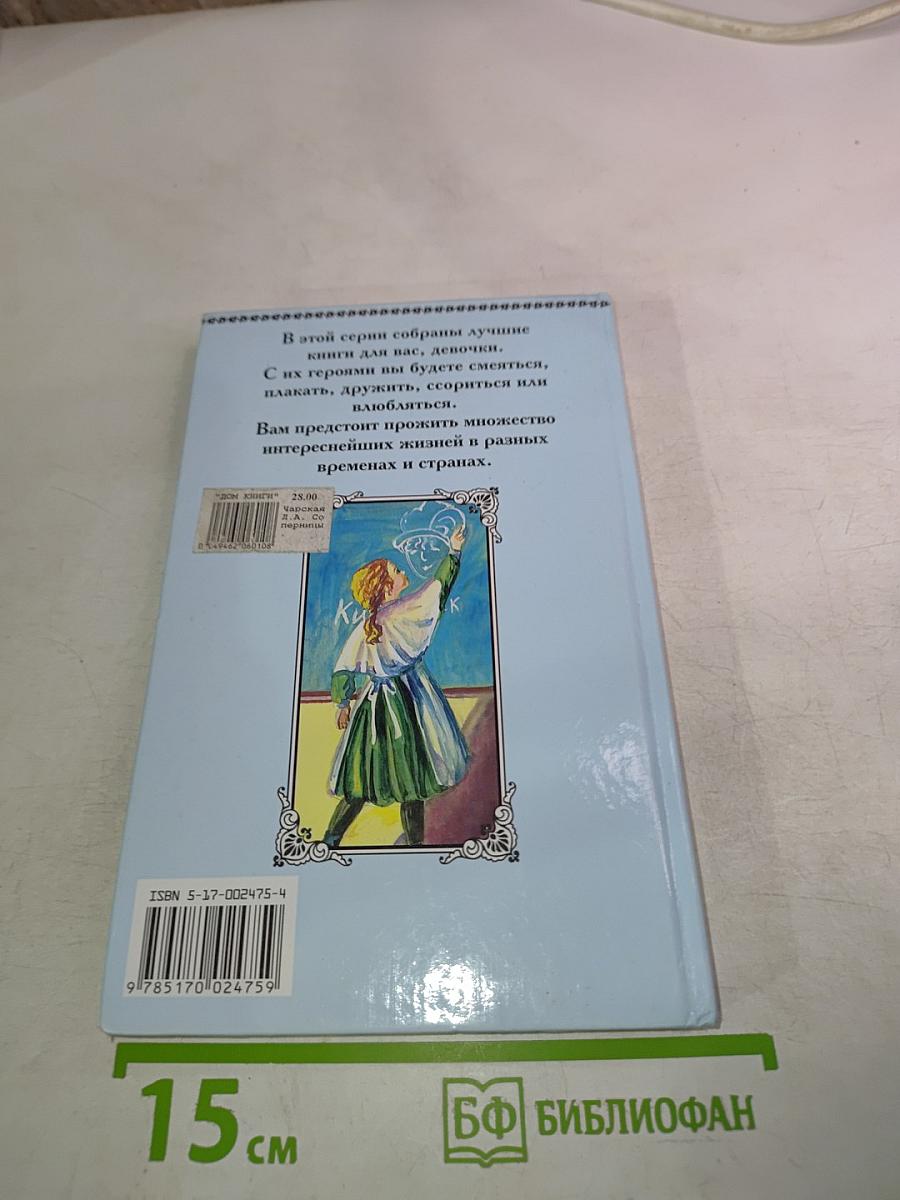 В этой серии собраны лучшие
книги для вас, девочки.
С их героями вы будете смеяться,
плакать, дружить, ссориться или
влюбляться.
Вам предстоит прожить множество
интереснейших жизней в разных
временах и странах.
"ДОМ КНИГИ" 28.00
Чарская
Л.А. Со
перницы
Ки к
ISBN 5-17-002475-4
9 785170 024759
15 см
БФ БИБЛИОФАН